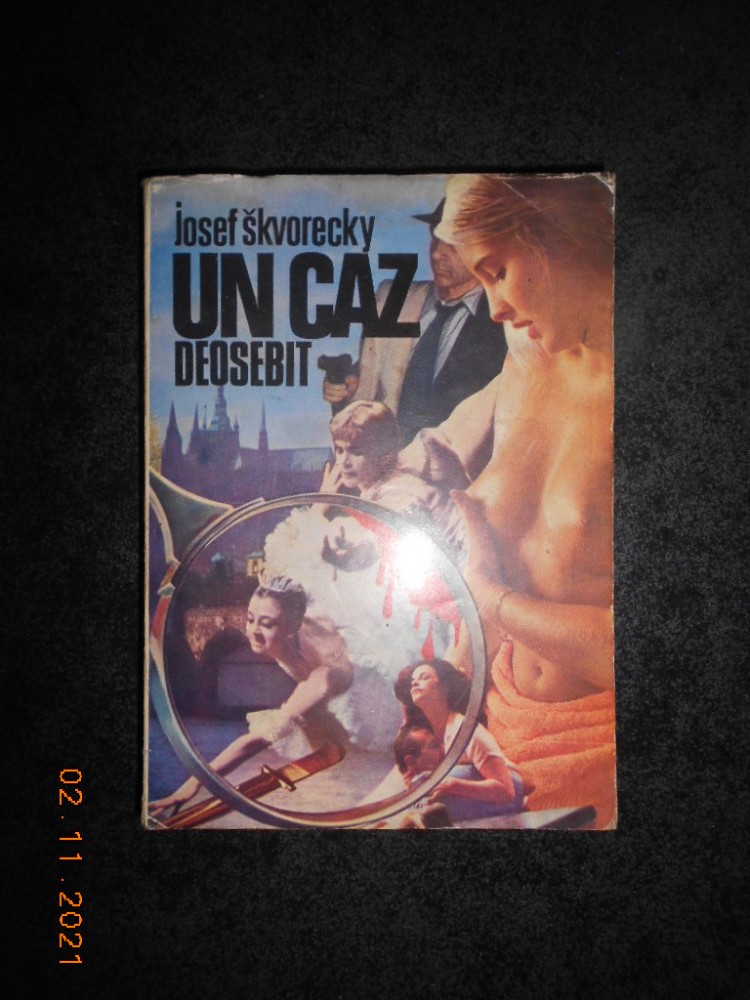 josef škvorecky
UN CAZ
DEOSEBIT
02.11.2021